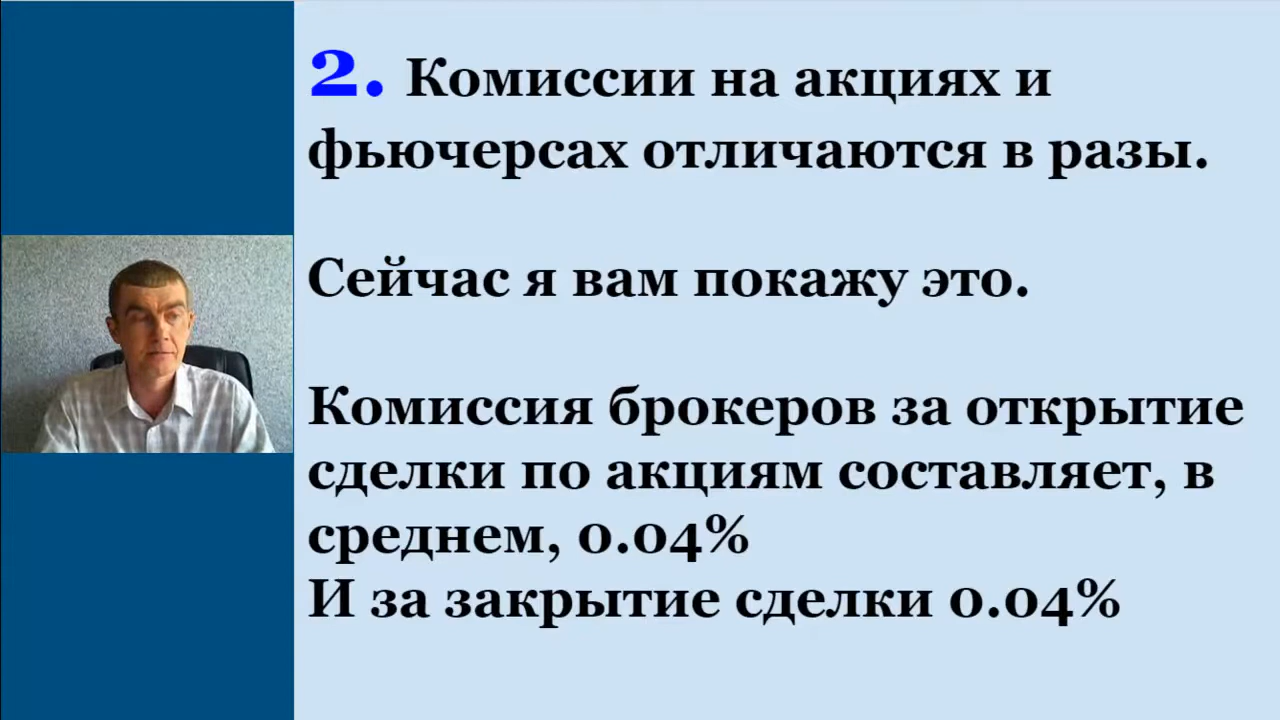 2. Комиссии на акциях и
фьючерсах отличаются в разы.
Сейчас я вам покажу это.
Комиссия брокеров за открытие
сделки по акциям составляет, в
среднем, 0.04%
И за закрытие сделки 0.04%